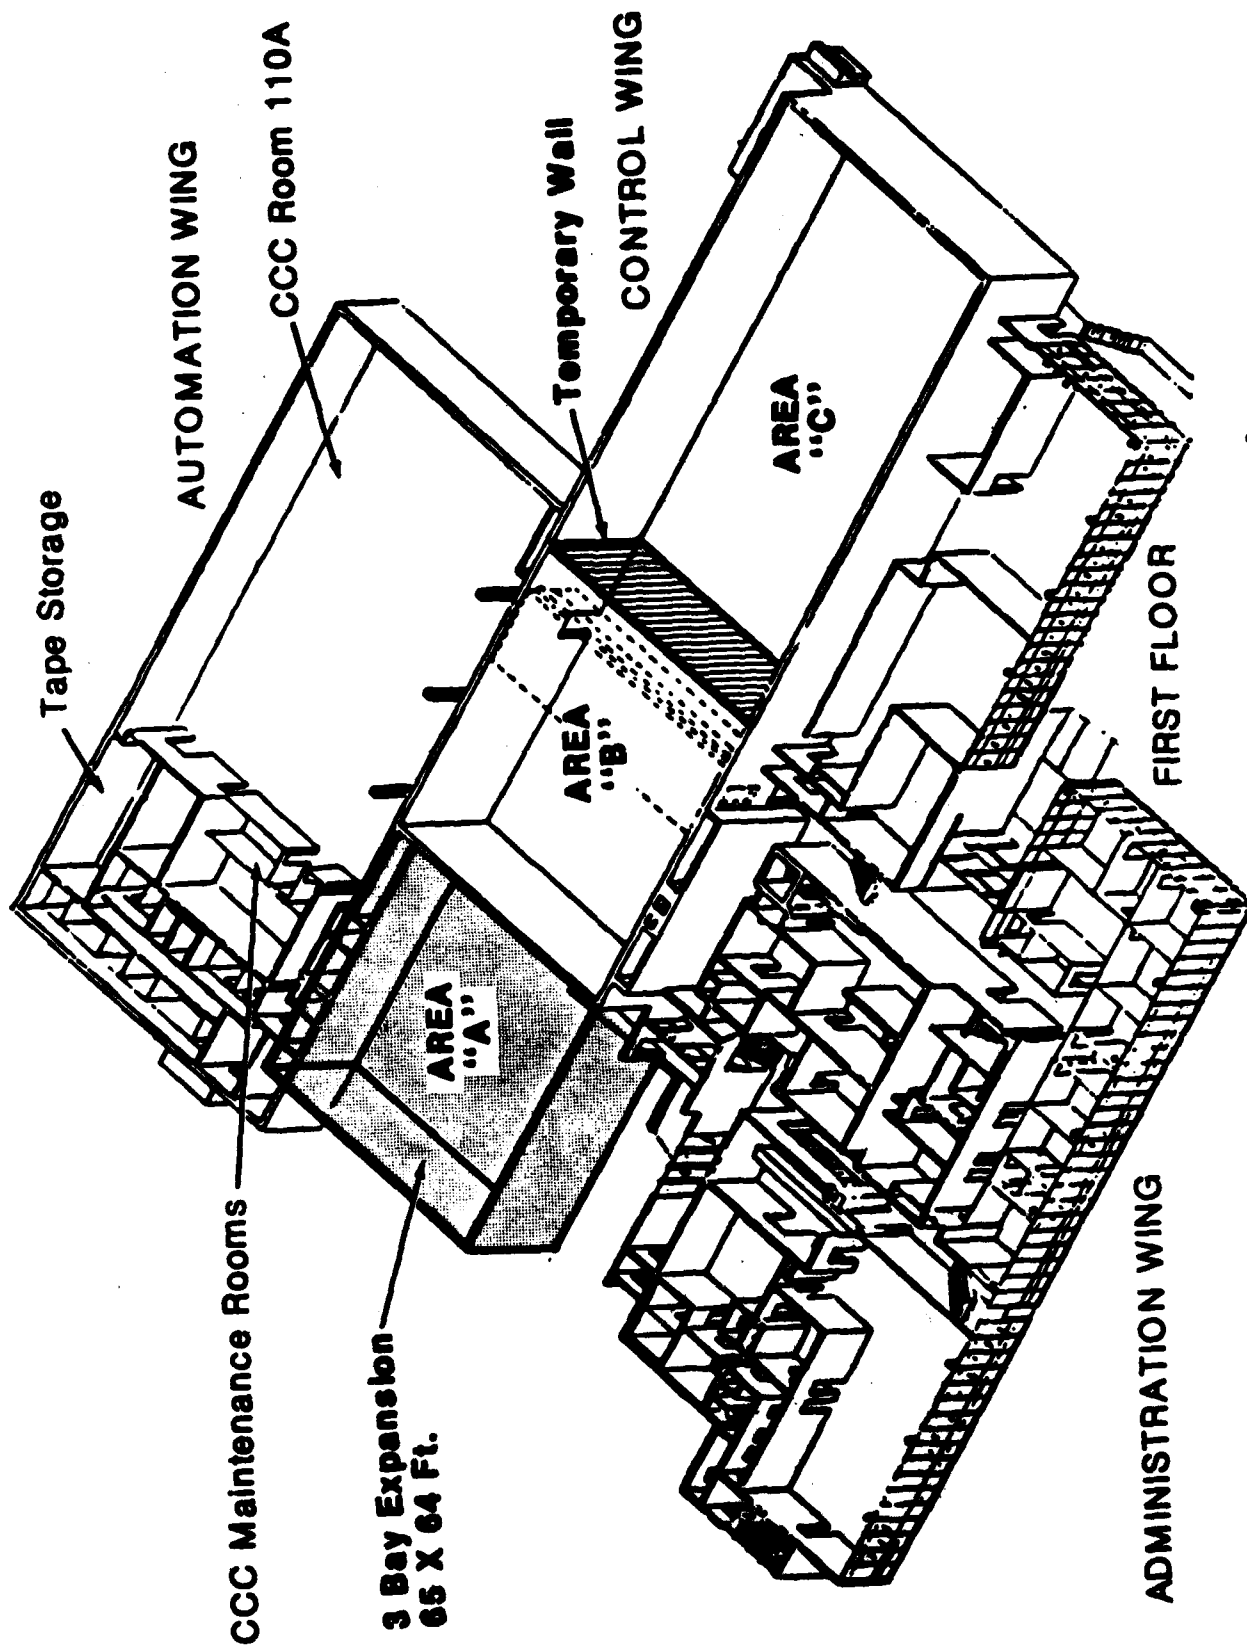 Tape Storage
AUTOMATION WING
CCC Room 110A
CCC Maintenance Rooms
Temporary Wall
CONTROL WING
3 Bay Expansion
65 X 64 Ft.
AREA
"A"
AREA
"B"
AREA
"C"
ADMINISTRATION WING
FIRST FLOOR